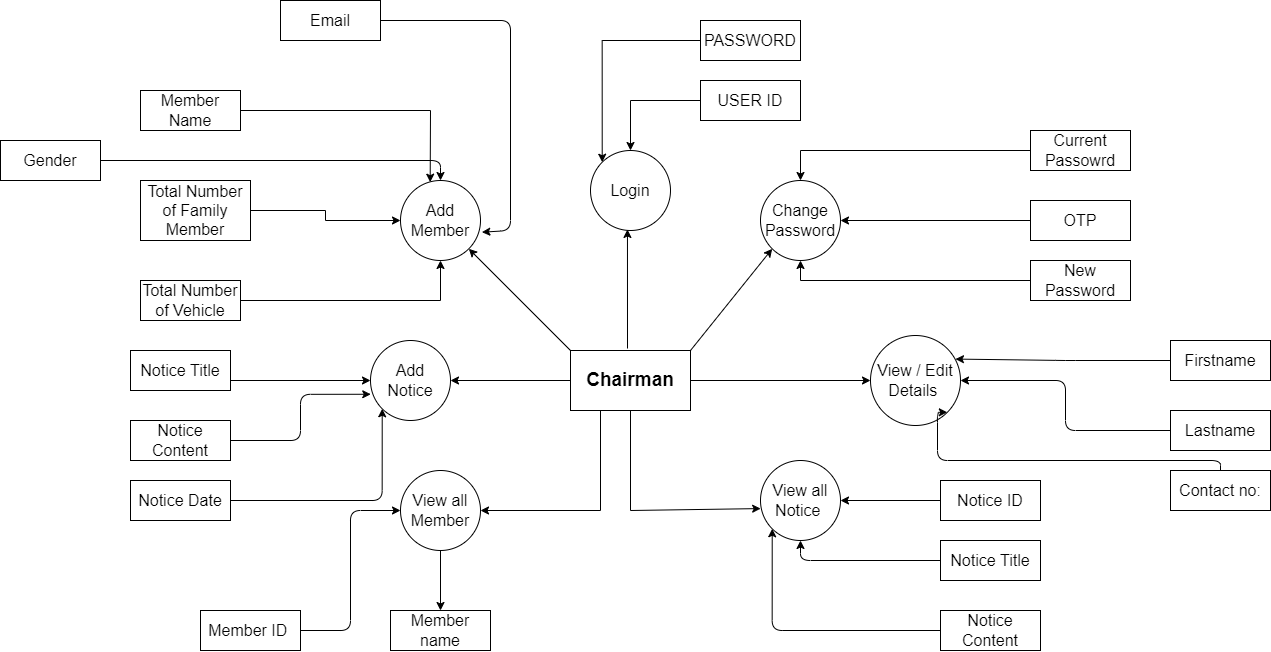 Email
PASSWORD
Member
Name
USER ID
Gender
Current
Passowrd
Total Number
of Family
Member
Add
Member
Login
Change
Password
OTP
Total Number
of Vehicle
New
Password
Notice Title
Add
Notice
Chairman
View / Edit
Details
Firstname
Notice
Content
Lastname
Notice Date
View all
Member
View all
Notice
Notice ID
Contact no:
Notice Title
Member ID
Member
name
Notice
Content